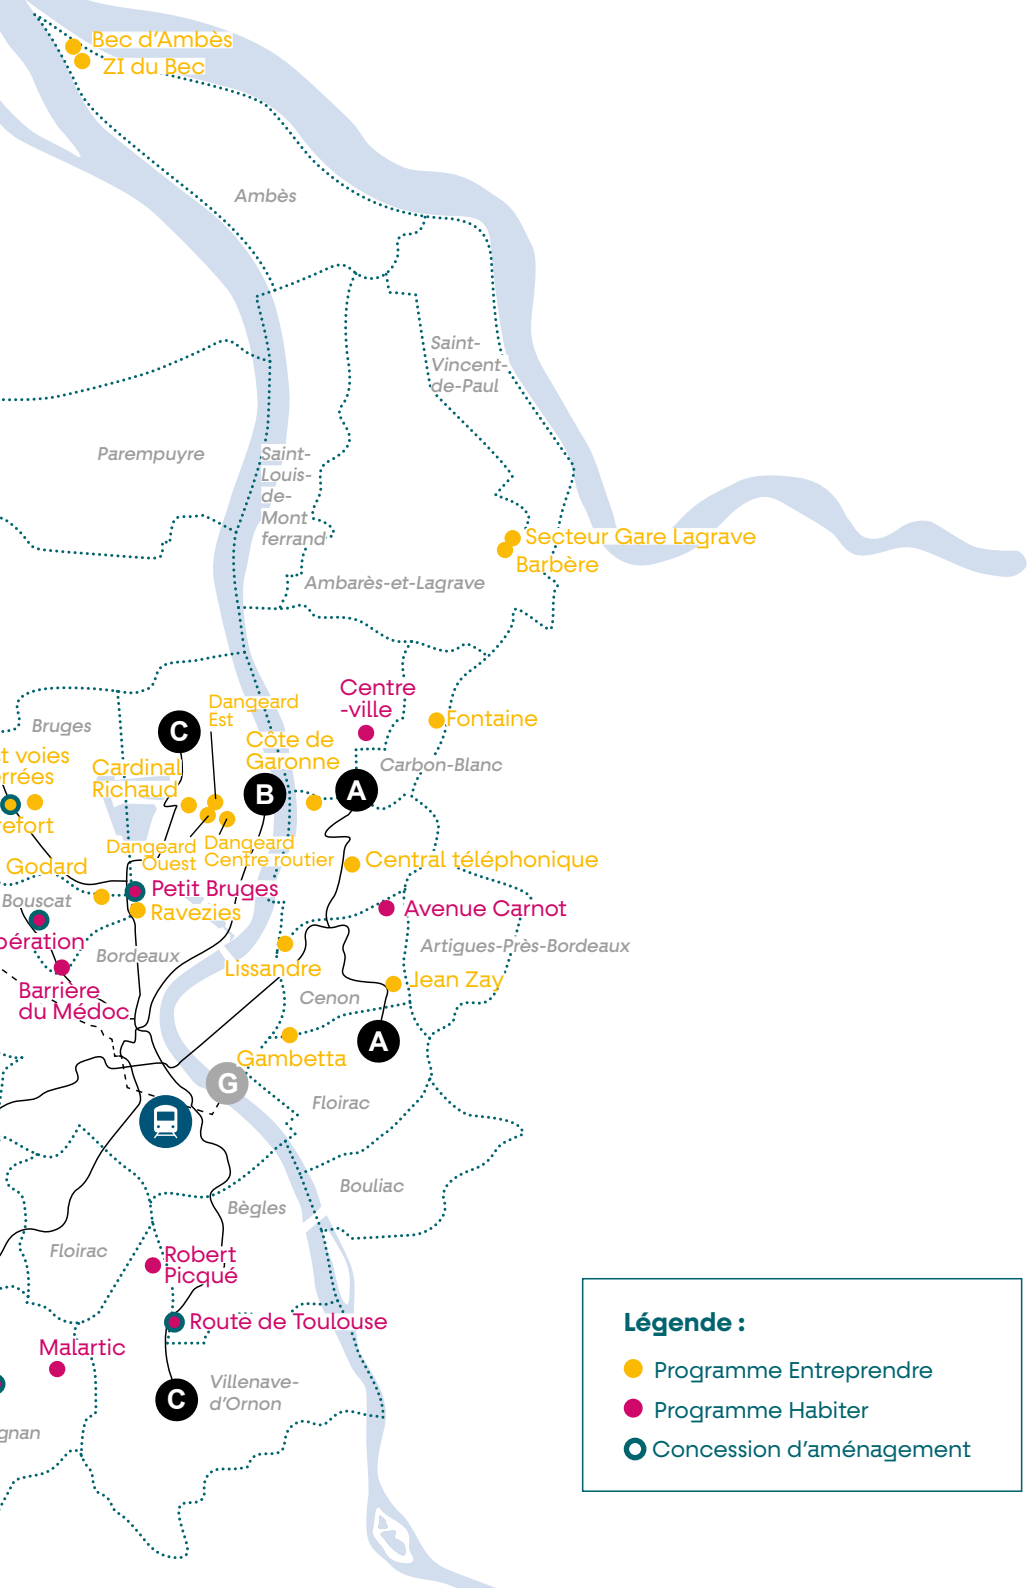 Bec d'Ambès
ZI du Bec
Ambès
Saint-
Vincent-
de-Paul
Parempuyre
Saint-
Louis-
de-
Mont
ferrand
Secteur Gare Lagrave
Barbère
Ambarès-et-Lagrave
Centre
-ville
Dangeard
Est
Fontaine
Bruges
C
Côte de
Garonne
t voies
rrées
Cardinal
Richaud
Carbon-Blanc
B
A
efort
Dangeard
Ouest
Dangeard
Centre routier
Godard
Central téléphonique
Petit Bruges
Bouscat
Ravezies
Avenue Carnot
bération
Bordeaux
Artigues-Près-Bordeaux
Lissandre
Jean Zay
Barrière
du Médoc
Cenon
A
Gambetta
G
Floirac
Bouliac
Bègles
Floirac
Robert
Picqué
Route de Toulouse
Malartic
C
Villenave-
d'Ornon
gnan
Légende :
Programme Entreprendre
Programme Habiter
Concession d'aménagement